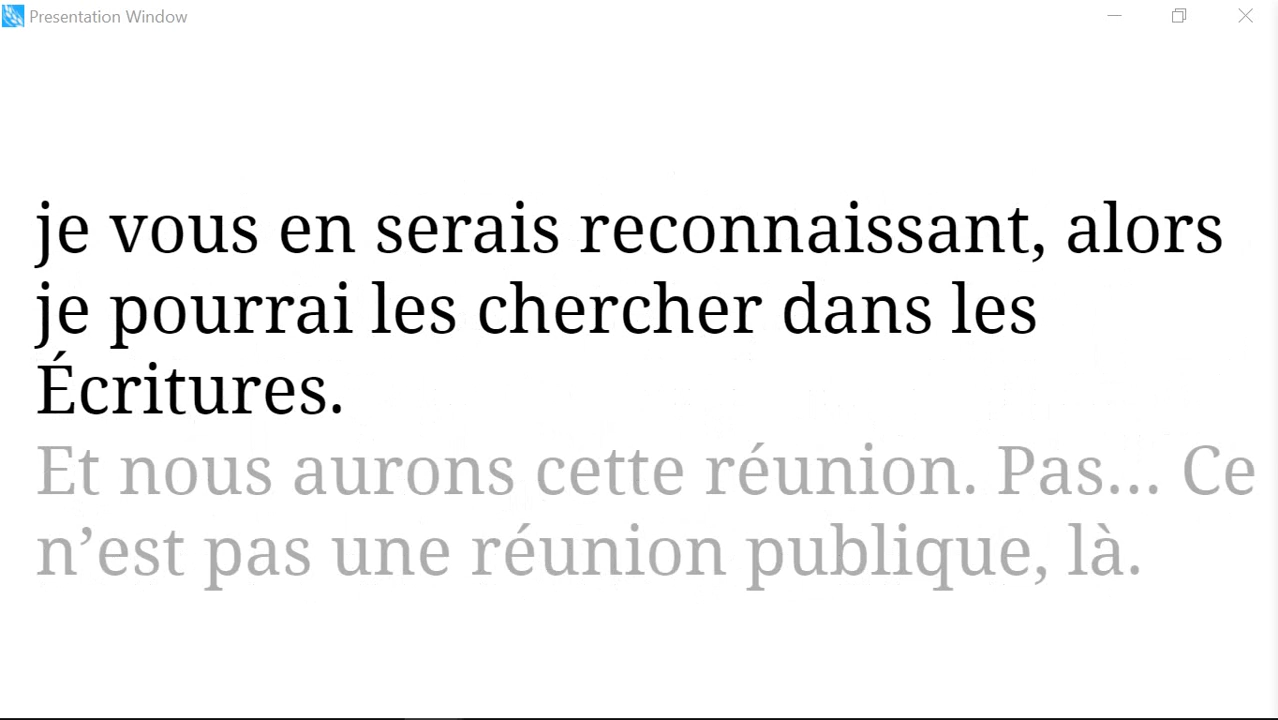 Presentation Window
je vous en serais reconnaissant, alors
je pourrai les chercher dans les
Écritures.
Et nous aurons cette réunion. Pas… Ce
n’est pas une réunion publique, là.